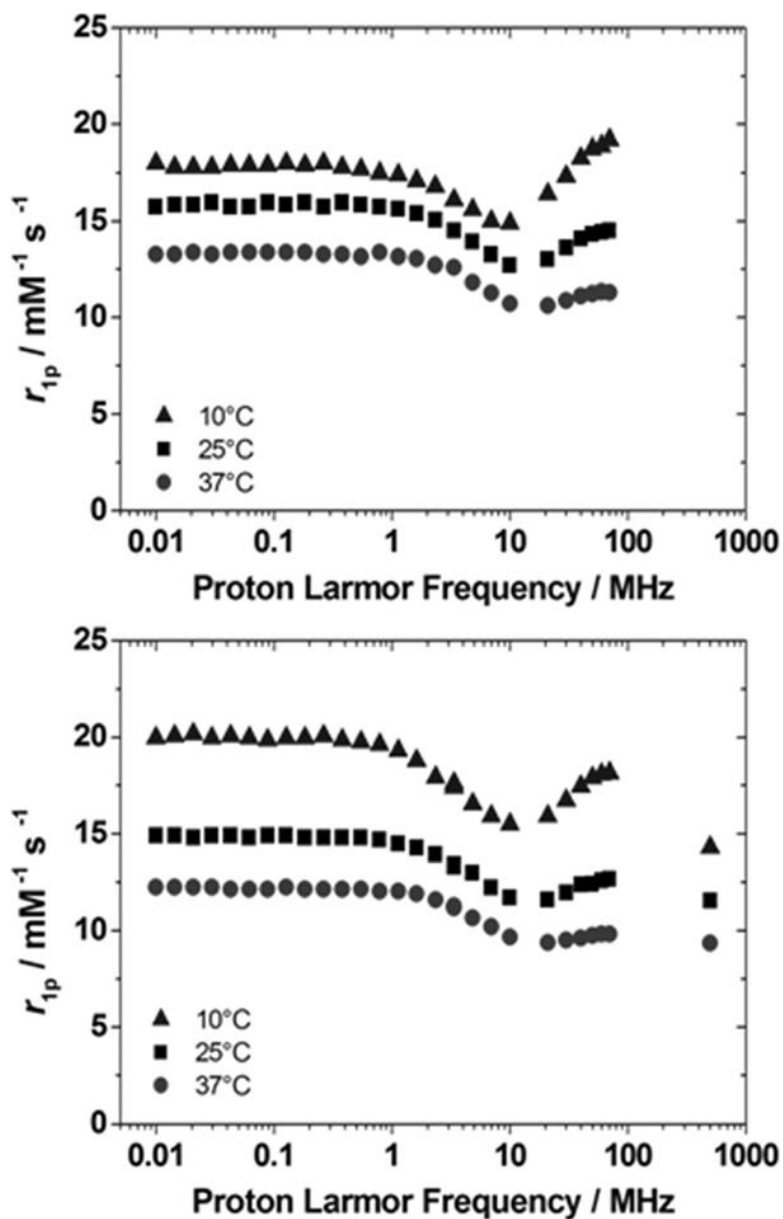 25
20
15
10
5
0
r1p / mM-1 s-1
▲ 10°C
■ 25°C
● 37°C
0.01 0.1 1 10 100 1000
Proton Larmor Frequency / MHz
25
20
15
10
5
0
r1p / mM-1 s-1
▲ 10°C
■ 25°C
● 37°C
0.01 0.1 1 10 100 1000
Proton Larmor Frequency / MHz